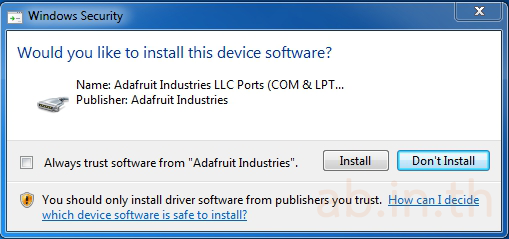 Windows Security
Would you like to install this device software?
Name: Adafruit Industries LLC Ports (COM & LPT...
Publisher: Adafruit Industries
Always trust software from "Adafruit Industries".
Install
Don't Install
You should only install driver software from publishers you trust. How can I decide
which device software is safe to install?
ab.in.th